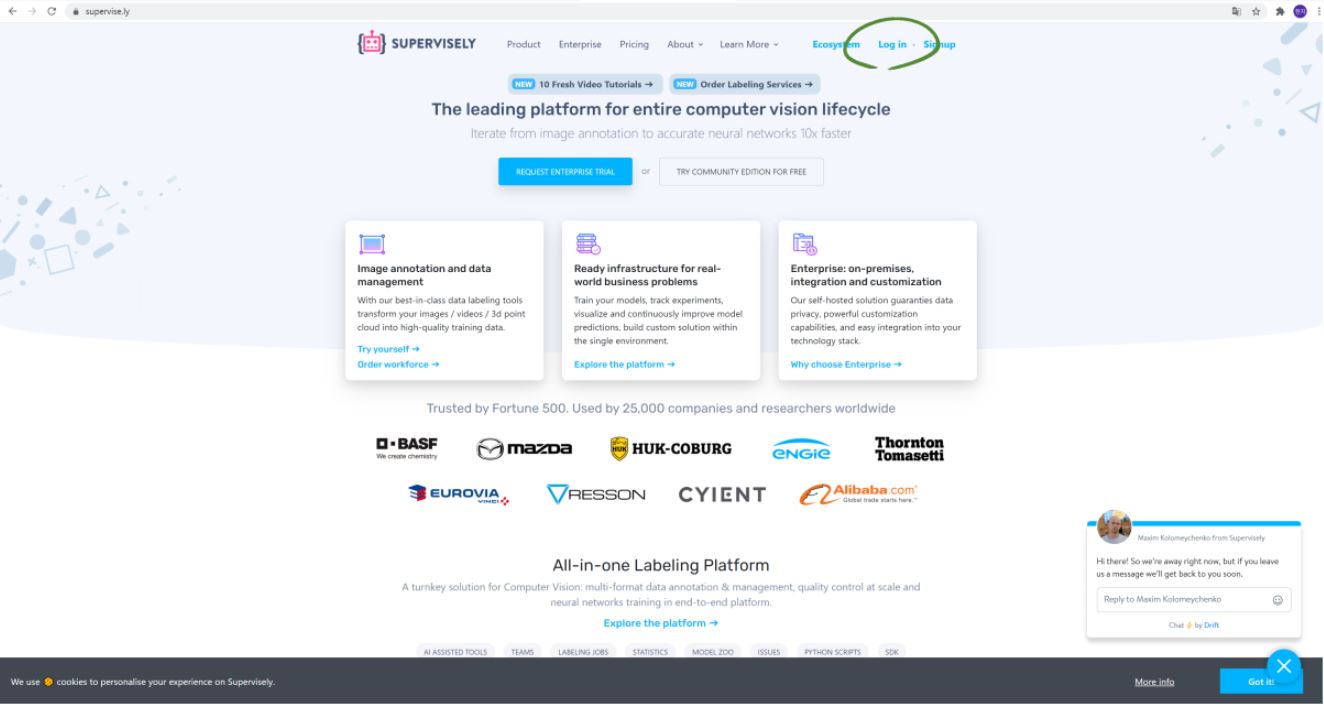 supervise.ly
SUPERVISELY
Product Enterprise Pricing About Learn More Ecosystem Log in · Signup
NEW 10 Fresh Video Tutorials → NEW Order Labeling Services →
The leading platform for entire computer vision lifecycle
Iterate from image annotation to accurate neural networks 10x faster
REQUEST ENTERPRISE TRIAL or TRY COMMUNITY EDITION FOR FREE
Image annotation and data
management
With our best-in-class data labeling tools
transform your images / videos / 3d point
cloud into high-quality training data.
Try yourself →
Order workforce →
Ready infrastructure for real-
world business problems
Train your models, track experiments,
visualize and continuously improve model
predictions, build custom solution within
the single environment.
Explore the platform →
Enterprise: on-premises,
integration and customization
Our self-hosted solution guaranties data
privacy, powerful customization
capabilities, and easy integration into your
technology stack.
Why choose Enterprise →
Trusted by Fortune 500. Used by 25,000 companies and researchers worldwide
BASF
We create chemistry
mazda
HUK HUK-COBURG
ENGIE
Thornton
Tomasetti
EUROVIA
VINCI
RESSON
CYIENT
Alibaba.com
Global trade starts here.™
All-in-one Labeling Platform
A turnkey solution for Computer Vision: multi-format data annotation & management, quality control at scale and
neural networks training in end-to-end platform.
Explore the platform →
AI ASSISTED TOOLS TEAMS LABELING JOBS STATISTICS MODEL ZOO ISSUES PYTHON SCRIPTS SDK
Maxim Kolomeychenko from Supervisely
Hi there! So we're away right now, but if you leave
us a message we'll get back to you soon.
Reply to Maxim Kolomeychenko
Chat by Drift
We use cookies to personalise your experience on Supervisely.
More info
Got it!